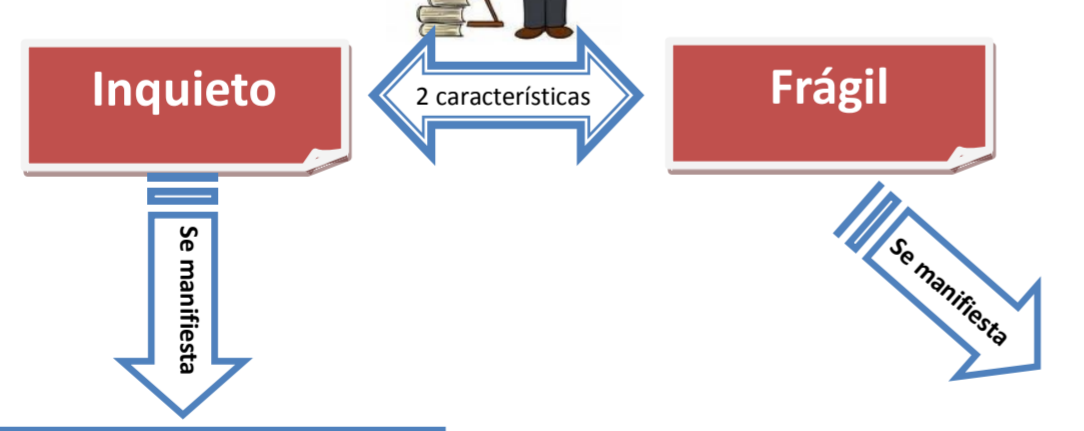 Inquieto
2 características
Frágil
Se manifiesta
Se manifiesta